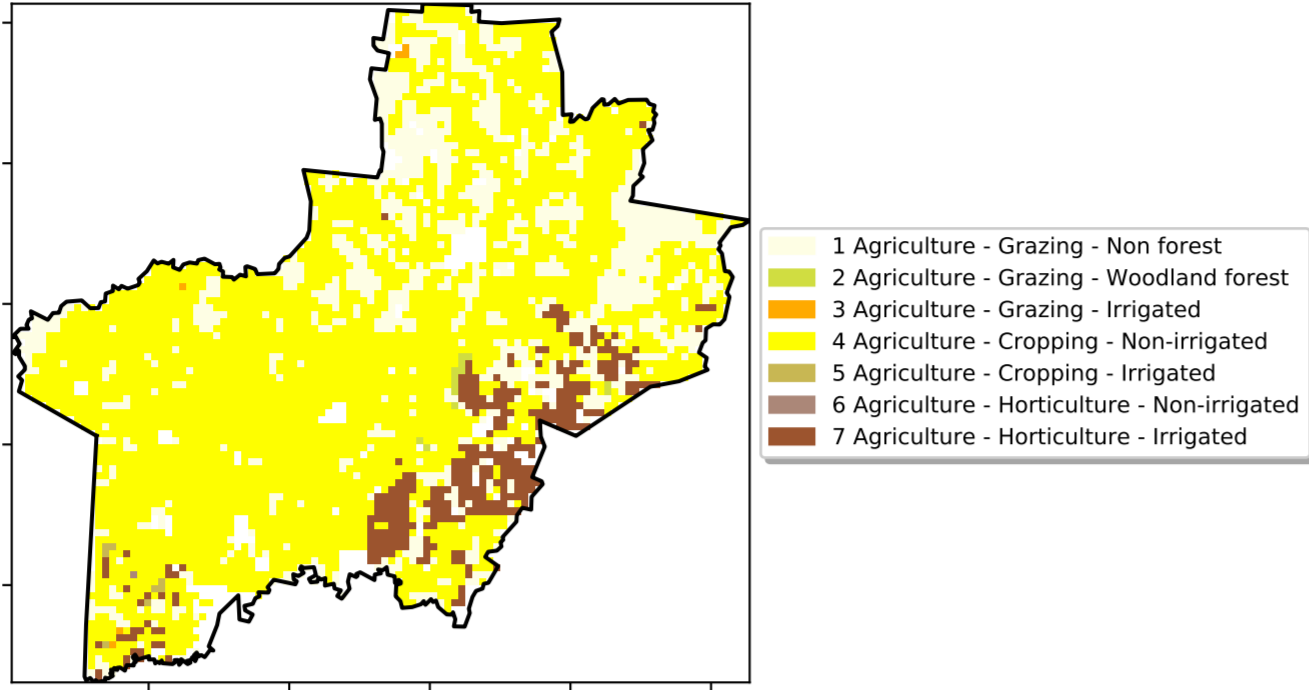 1 Agriculture - Grazing - Non forest
2 Agriculture - Grazing - Woodland forest
3 Agriculture - Grazing - Irrigated
4 Agriculture - Cropping - Non-irrigated
5 Agriculture - Cropping - Irrigated
6 Agriculture - Horticulture - Non-irrigated
7 Agriculture - Horticulture - Irrigated